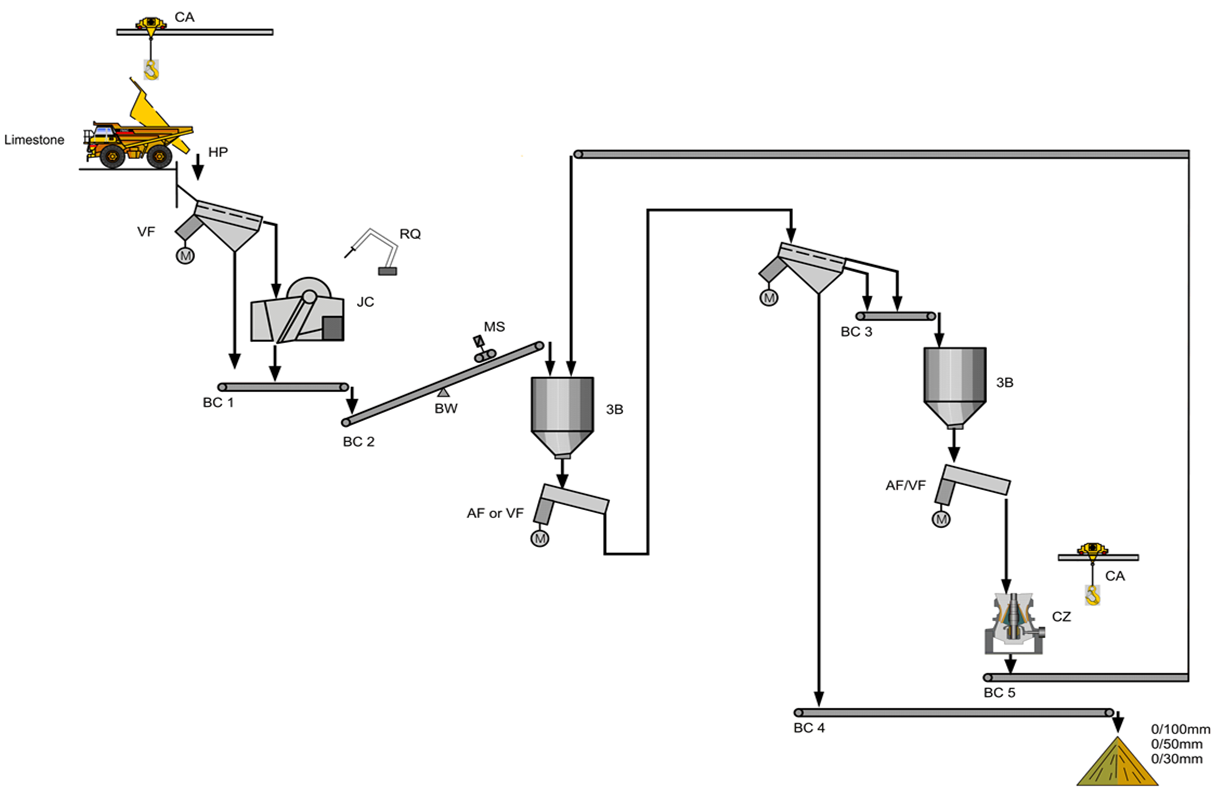 CA
Limestone
HP
VF
M
RQ
JC
MS
BC 1
BW
BC 2
3B
AF or VF
M
M
BC 3
3B
AF/VF
M
CA
CZ
BC 5
BC 4
0/100mm
0/50mm
0/30mm